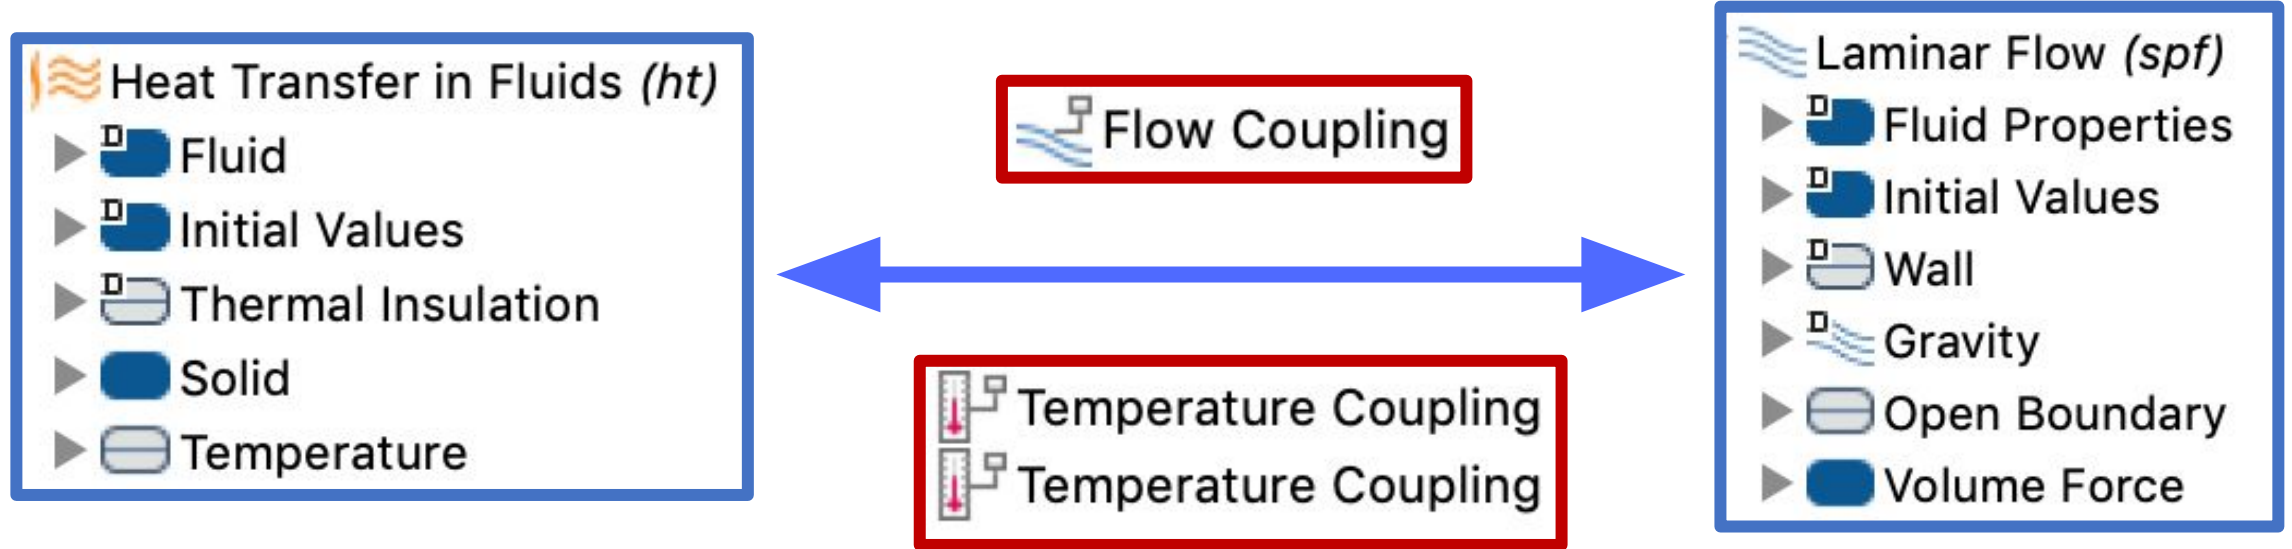 Heat Transfer in Fluids (ht)
D Fluid
D Initial Values
D Thermal Insulation
Solid
Temperature
Flow Coupling
Temperature Coupling
Temperature Coupling
Laminar Flow (spf)
D Fluid Properties
D Initial Values
D Wall
D Gravity
Open Boundary
Volume Force